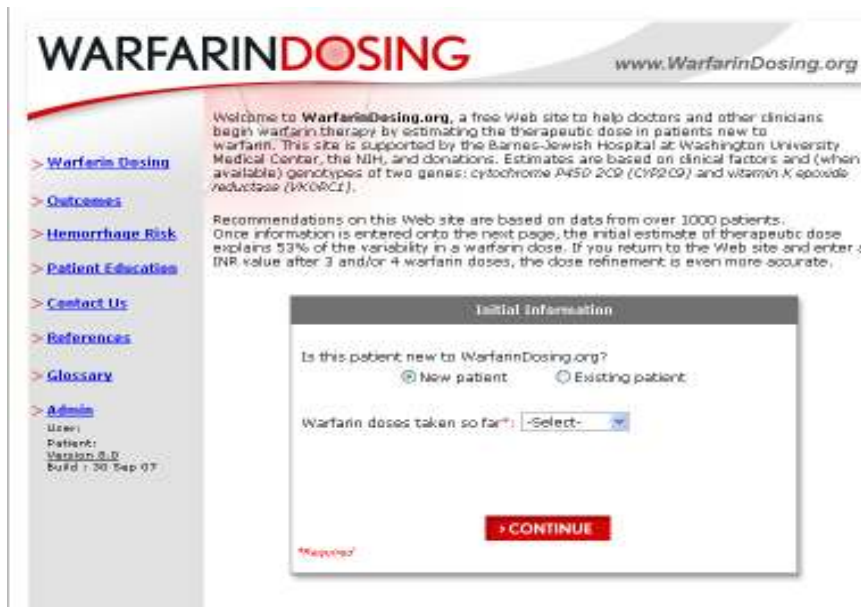 WARFARINDOSING
www.WarfarinDosing.org
Welcome to WarfarinDosing.org, a free Web site to help doctors and other clinicians
begin warfarin therapy by estimating the therapeutic dose in patients new to
warfarin. This site is supported by the Barnes-Jewish Hospital at Washington University
Medical Center, the NIH, and donations. Estimates are based on clinical factors and (when
available) genotypes of two genes: cytochrome P450 2C9 (CYP2C9) and vitamin K epoxide
reductase (VKORC1).
Recommendations on this Web site are based on data from over 1000 patients.
Once information is entered onto the next page, the initial estimate of therapeutic dose
explains 53% of the variability in a warfarin dose. If you return to the Web site and enter
INR value after 3 and/or 4 warfarin doses, the dose refinement is even more accurate.
> Warfarin Dosing
> Outcomes
> Hemorrhage Risk
> Patient Education
> Contact Us
> References
> Glossary
> Admin
User:
Patient:
Version 8.0
Build : 30 Sep 07
Initial Information
Is this patient new to WarfarinDosing.org?
New patient Existing patient
Warfarin doses taken so far*: -Select-
> CONTINUE
*Required